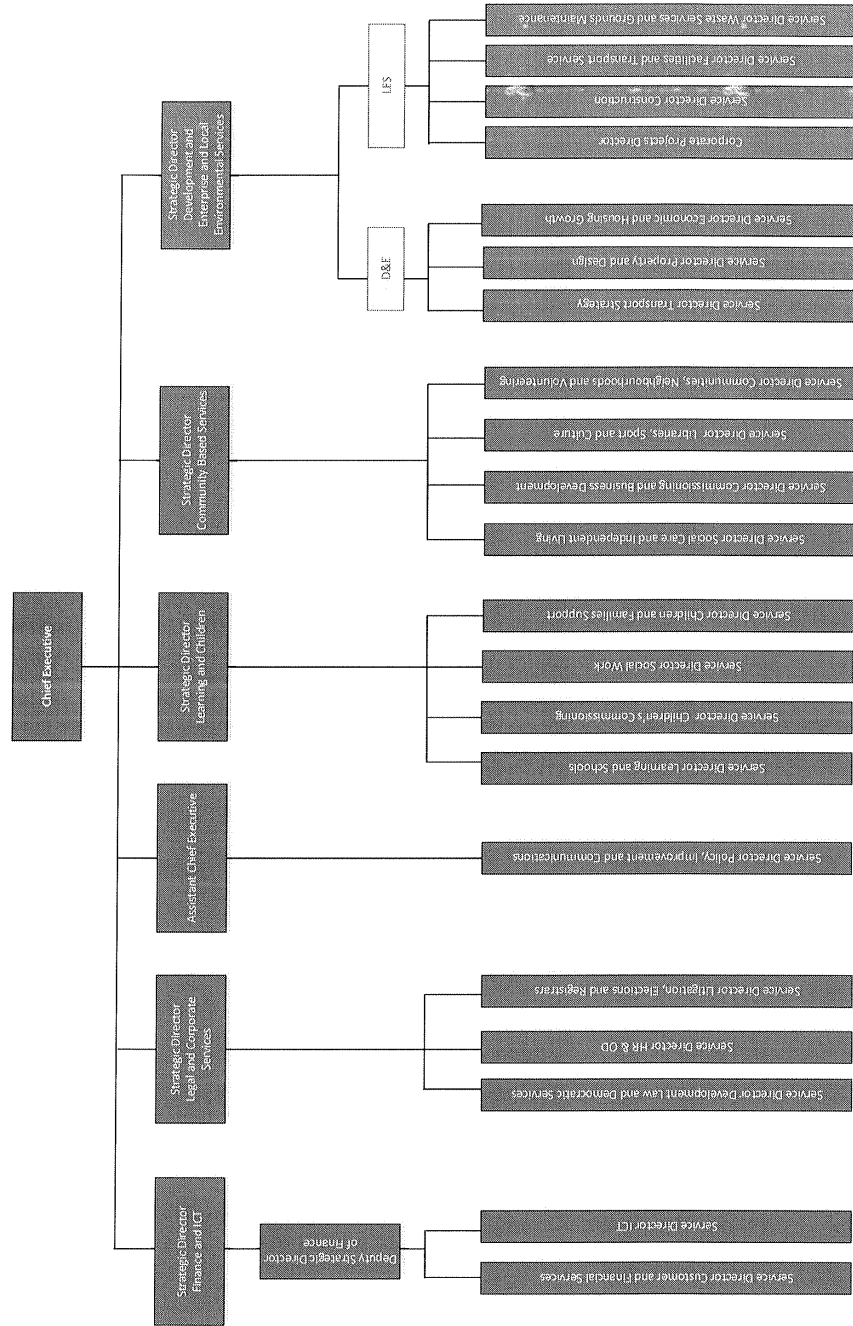 Chief Executive
Strategic Director
Finance and ICT
Strategic Director
Legal and Corporate
Services
Assistant Chief Executive
Strategic Director
Learning and Children
Strategic Director
Community Based Services
Strategic Director
Development and
Enterprise and Local
Environmental Services
Deputy Strategic Director
of Finance
D&E
LES
Service Director Customer and Financial Services
Service Director ICT
Service Director Development Law and Democratic Services
Service Director HR & OD
Service Director Litigation, Elections and Registrars
Service Director Policy, Improvement and Communications
Service Director Learning and Schools
Service Director Children's Commissioning
Service Director Social Work
Service Director Children and Families Support
Service Director Social Care and Independent Living
Service Director Commissioning and Business Development
Service Director Libraries, Sport and Culture
Service Director Communities, Neighbourhoods and Volunteering
Service Director Transport Strategy
Service Director Property and Design
Service Director Economic and Housing Growth
Corporate Projects Director
Service Director Construction
Service Director Facilities and Transport Service
Service Director Waste Services and Grounds Maintenance